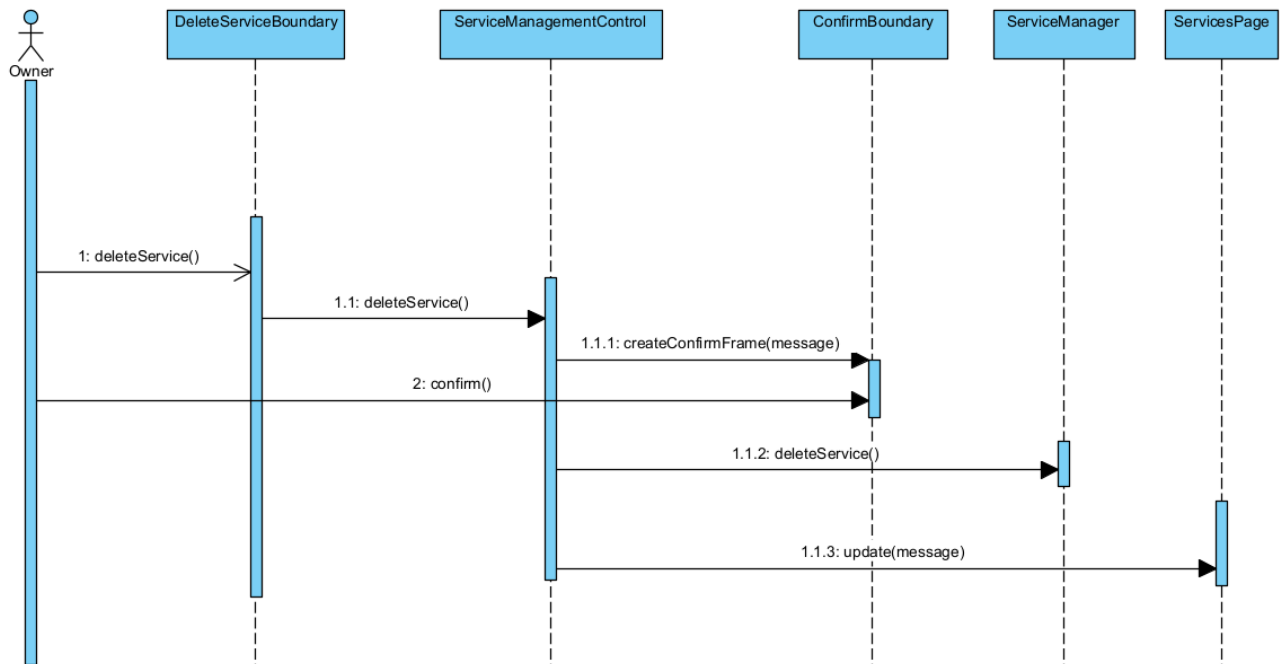 DeleteServiceBoundary
ServiceManagementControl
ConfirmBoundary
ServiceManager
ServicesPage
Owner
1: deleteService()
1.1: deleteService()
1.1.1: createConfirmFrame(message)
2: confirm()
1.1.2: deleteService()
1.1.3: update(message)